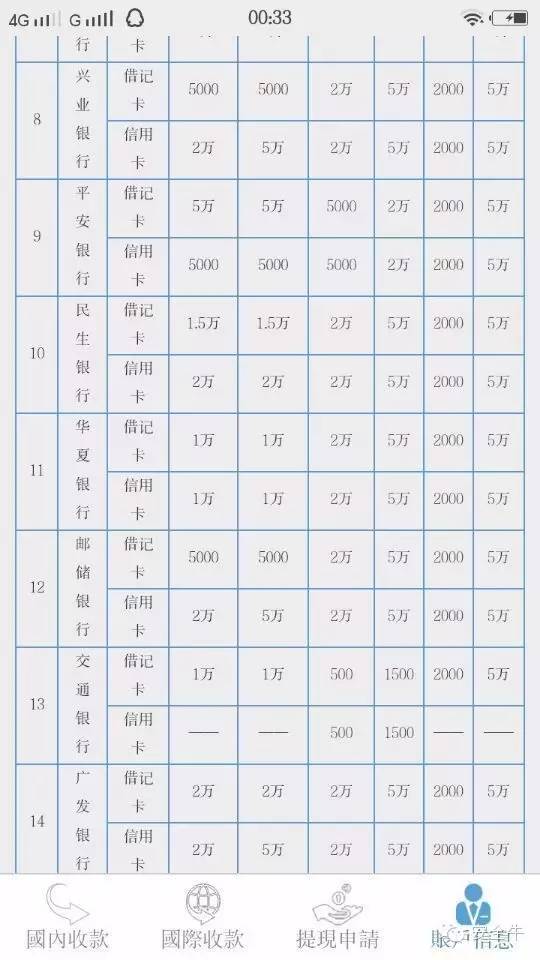 4G G 00:33
行 卡
8 兴业银行 借记卡 5000 5000 2万 5万 2000 5万
信用卡 2万 5万 2万 5万 2000 5万
9 平安银行 借记卡 5万 5万 5000 2万 2000 5万
信用卡 5000 5000 5000 2万 2000 5万
10 民生银行 借记卡 1.5万 1.5万 2万 5万 2000 5万
信用卡 2万 2万 2万 5万 2000 5万
11 华夏银行 借记卡 1万 1万 2万 5万 2000 5万
信用卡 1万 1万 2万 5万 2000 5万
12 邮储银行 借记卡 5000 5000 2万 5万 2000 5万
信用卡 2万 5万 2万 5万 2000 5万
13 交通银行 借记卡 1万 1万 500 1500 2000 5万
信用卡 —— —— 500 1500 —— ——
14 广发银行 借记卡 2万 2万 2万 5万 2000 5万
信用卡 2万 5万 2万 5万 2000 5万
國內收款 國際收款 提現申請 賬戶信息